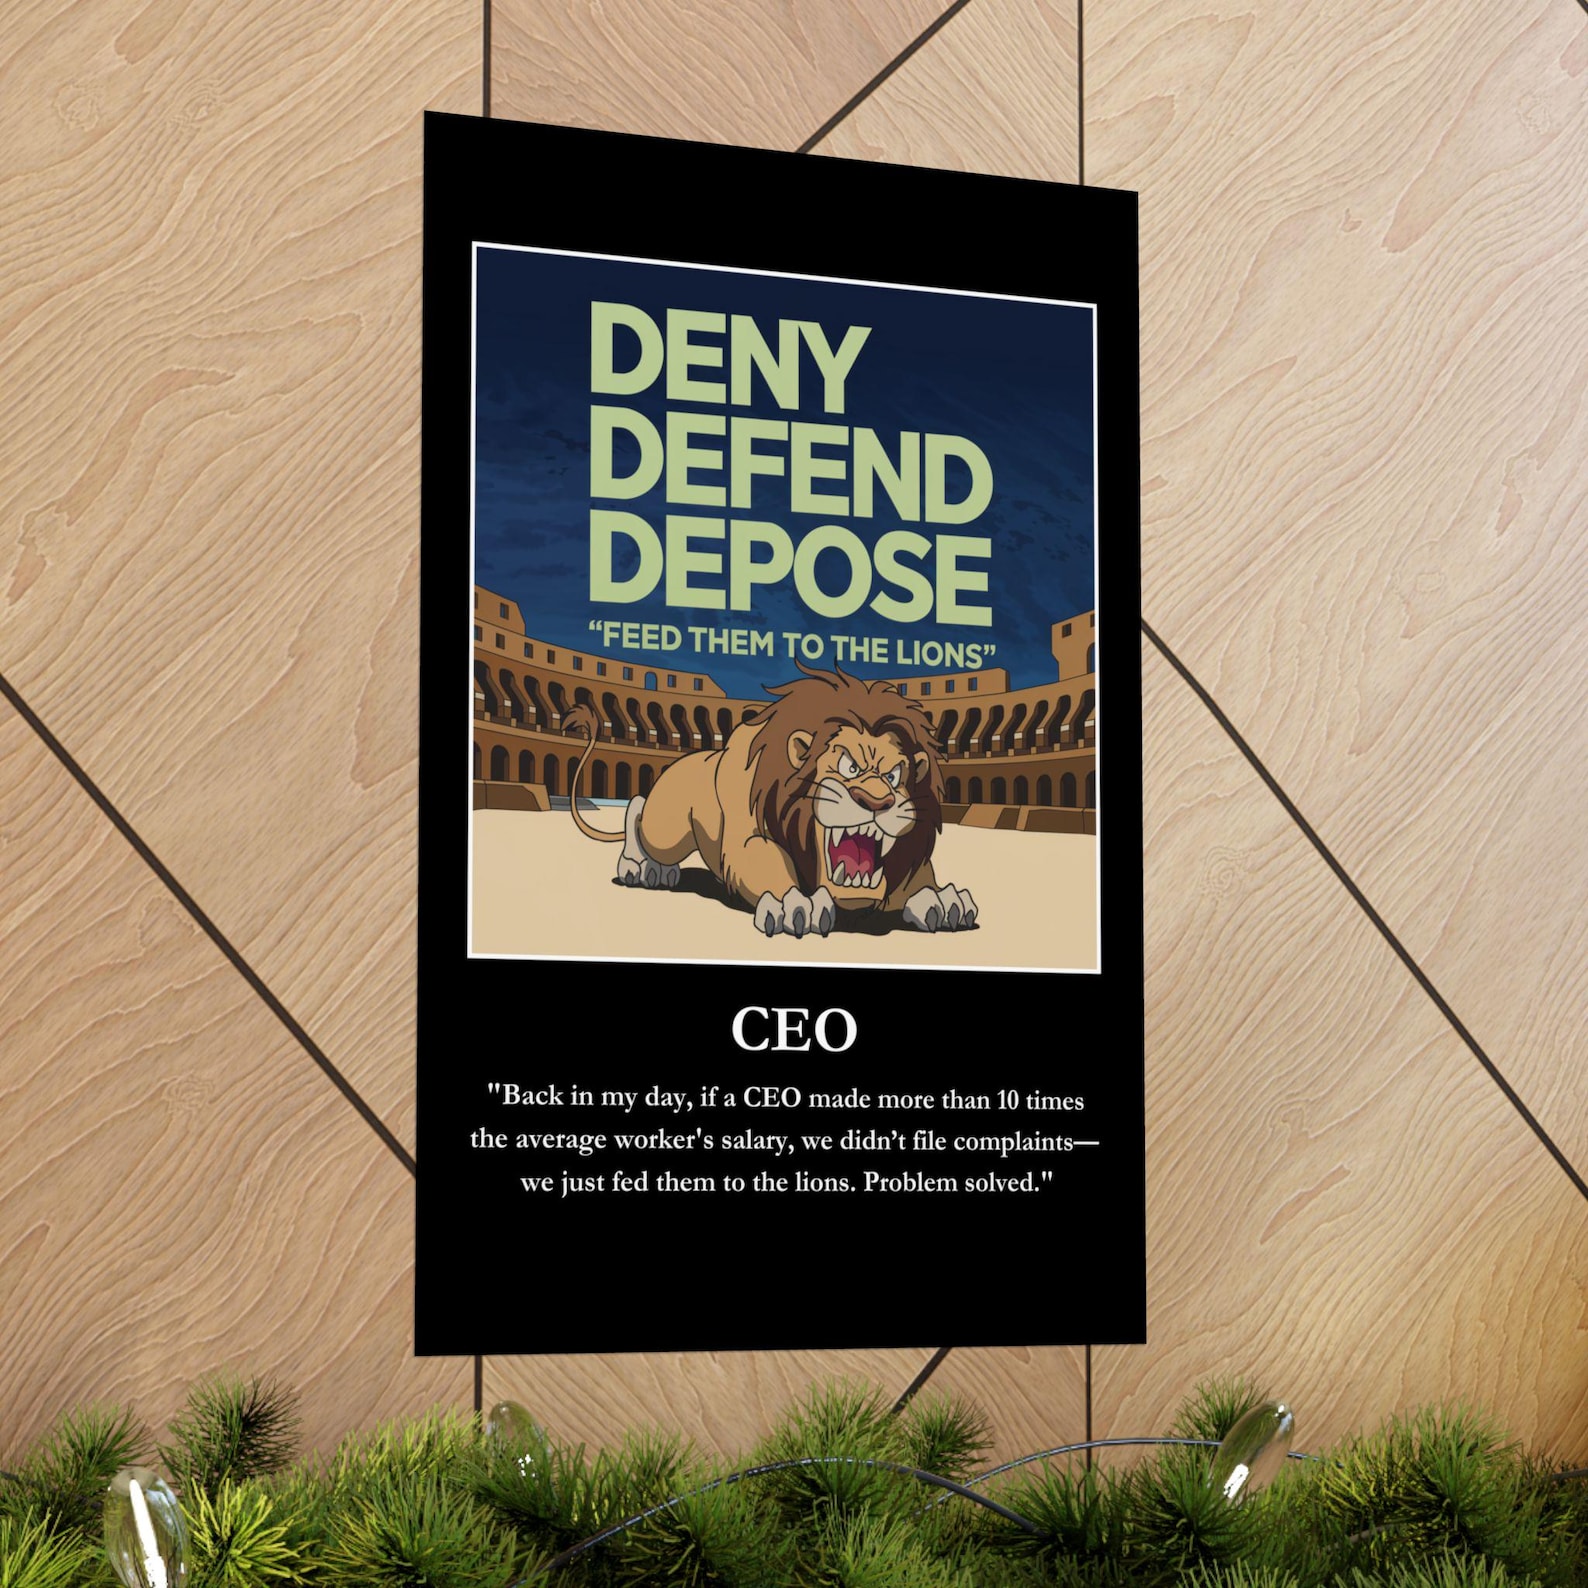 DENY
DEFEND
DEPOSE
“FEED THEM TO THE LIONS”
CEO
"Back in my day, if a CEO made more than 10 times
the average worker's salary, we didn’t file complaints—
we just fed them to the lions. Problem solved."